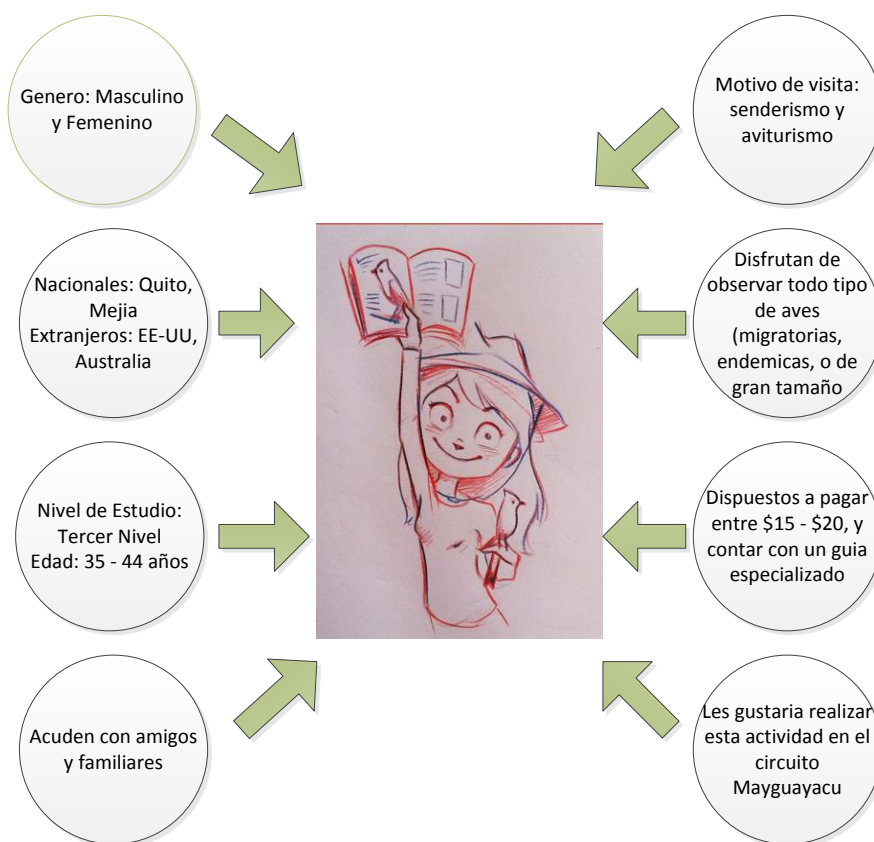 Genero: Masculino
y Femenino
Nacionales: Quito,
Mejia
Extranjeros: EE-UU,
Australia
Nivel de Estudio:
Tercer Nivel
Edad: 35 - 44 años
Acuden con amigos
y familiares
Motivo de visita:
senderismo y
aviturismo
Disfrutan de
observar todo tipo
de aves
(migratorias,
endemicas, o de
gran tamaño
Dispuestos a pagar
entre $15 - $20, y
contar con un guia
especializado
Les gustaria realizar
esta actividad en el
circuito
Mayguayacu